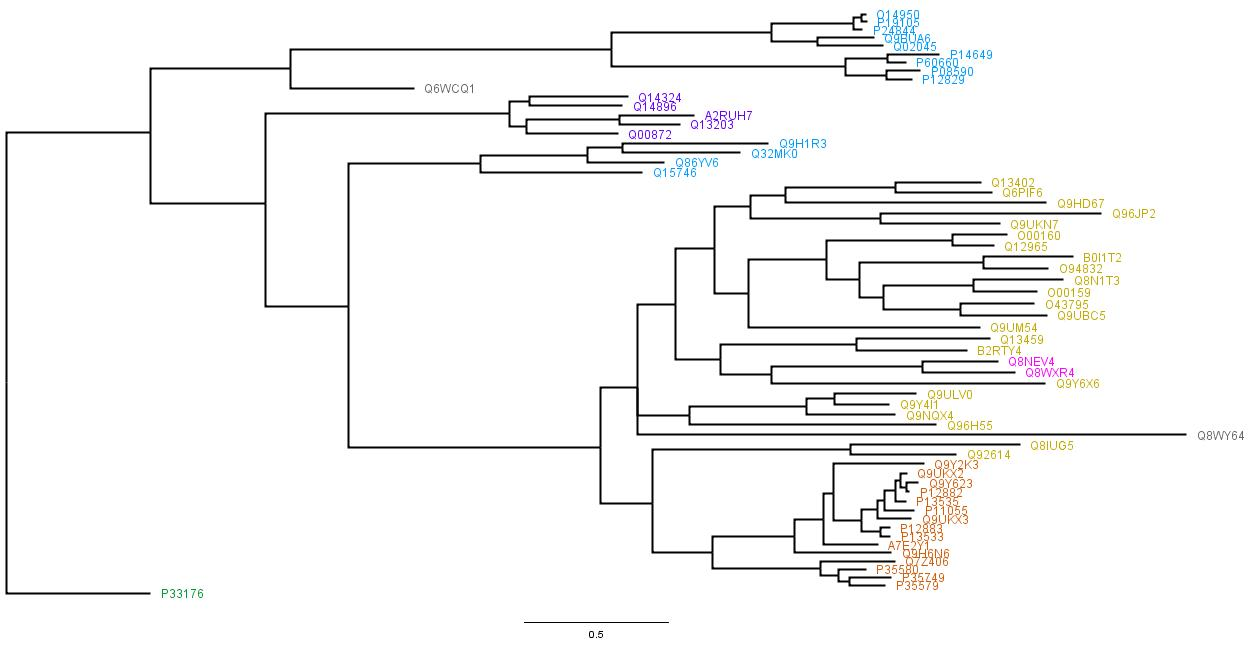 O14950
P19105
P24844
Q9BUA6
Q02045
P14649
P60660
P08590
P12829
Q6WCQ1
Q14324
Q14896
A2RUH7
Q13203
Q00872
Q9H1R3
Q32MK0
Q86YV6
Q15746
Q13402
Q6PIF6
Q9HD67
Q96JP2
Q9UKN7
O00160
Q12965
B0I1T2
O94832
Q8N1T3
O00159
O43795
Q9UBC5
Q9UM54
Q13459
B2RTY4
Q8NEV4
Q8WXR4
Q9Y6X6
Q9ULV0
Q9Y4I1
Q9NQX4
Q96H55
Q8WY64
Q8IUG5
Q92614
Q9Y2K3
Q9UKX2
Q9Y623
P12882
P13535
P11055
Q9UKX3
P12883
P13533
A7E2Y1
Q9H6N6
Q7Z406
P35580
P35749
P35579
P33176
0.5